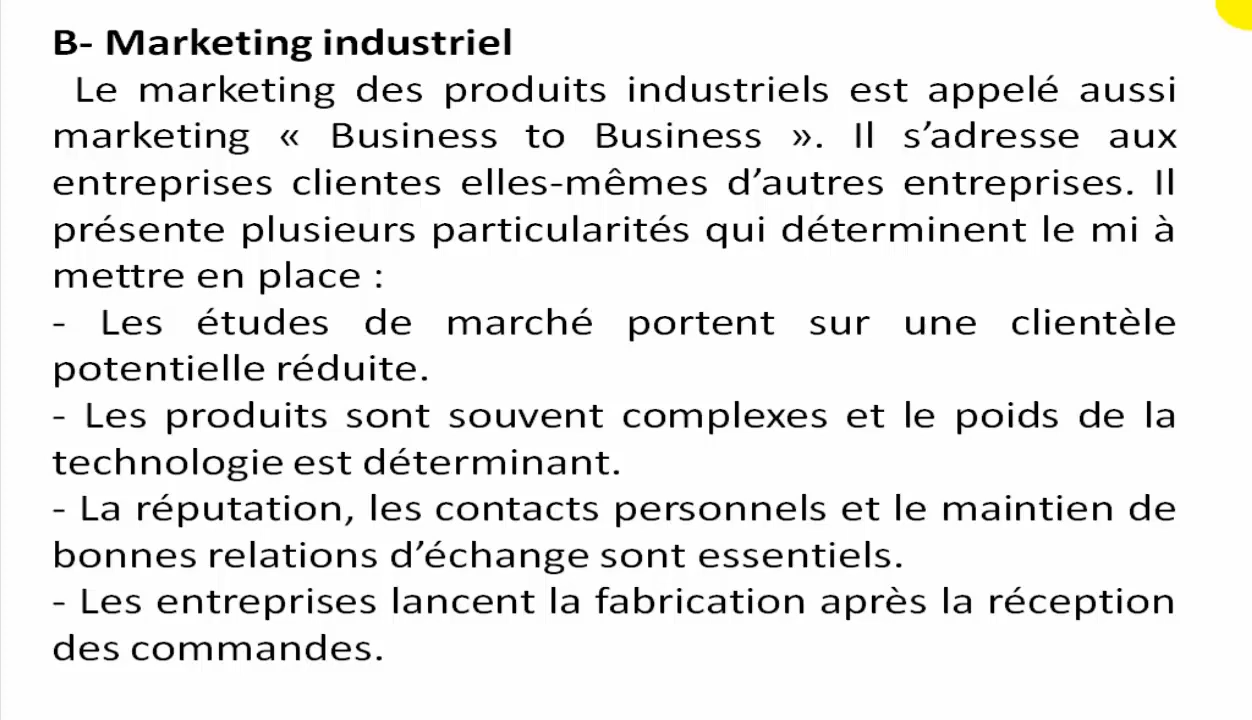 B- Marketing industriel
Le marketing des produits industriels est appelé aussi
marketing « Business to Business ». Il s’adresse aux
entreprises clientes elles-mêmes d’autres entreprises. Il
présente plusieurs particularités qui déterminent le mi à
mettre en place :
- Les études de marché portent sur une clientèle
potentielle réduite.
- Les produits sont souvent complexes et le poids de la
technologie est déterminant.
- La réputation, les contacts personnels et le maintien de
bonnes relations d’échange sont essentiels.
- Les entreprises lancent la fabrication après la réception
des commandes.